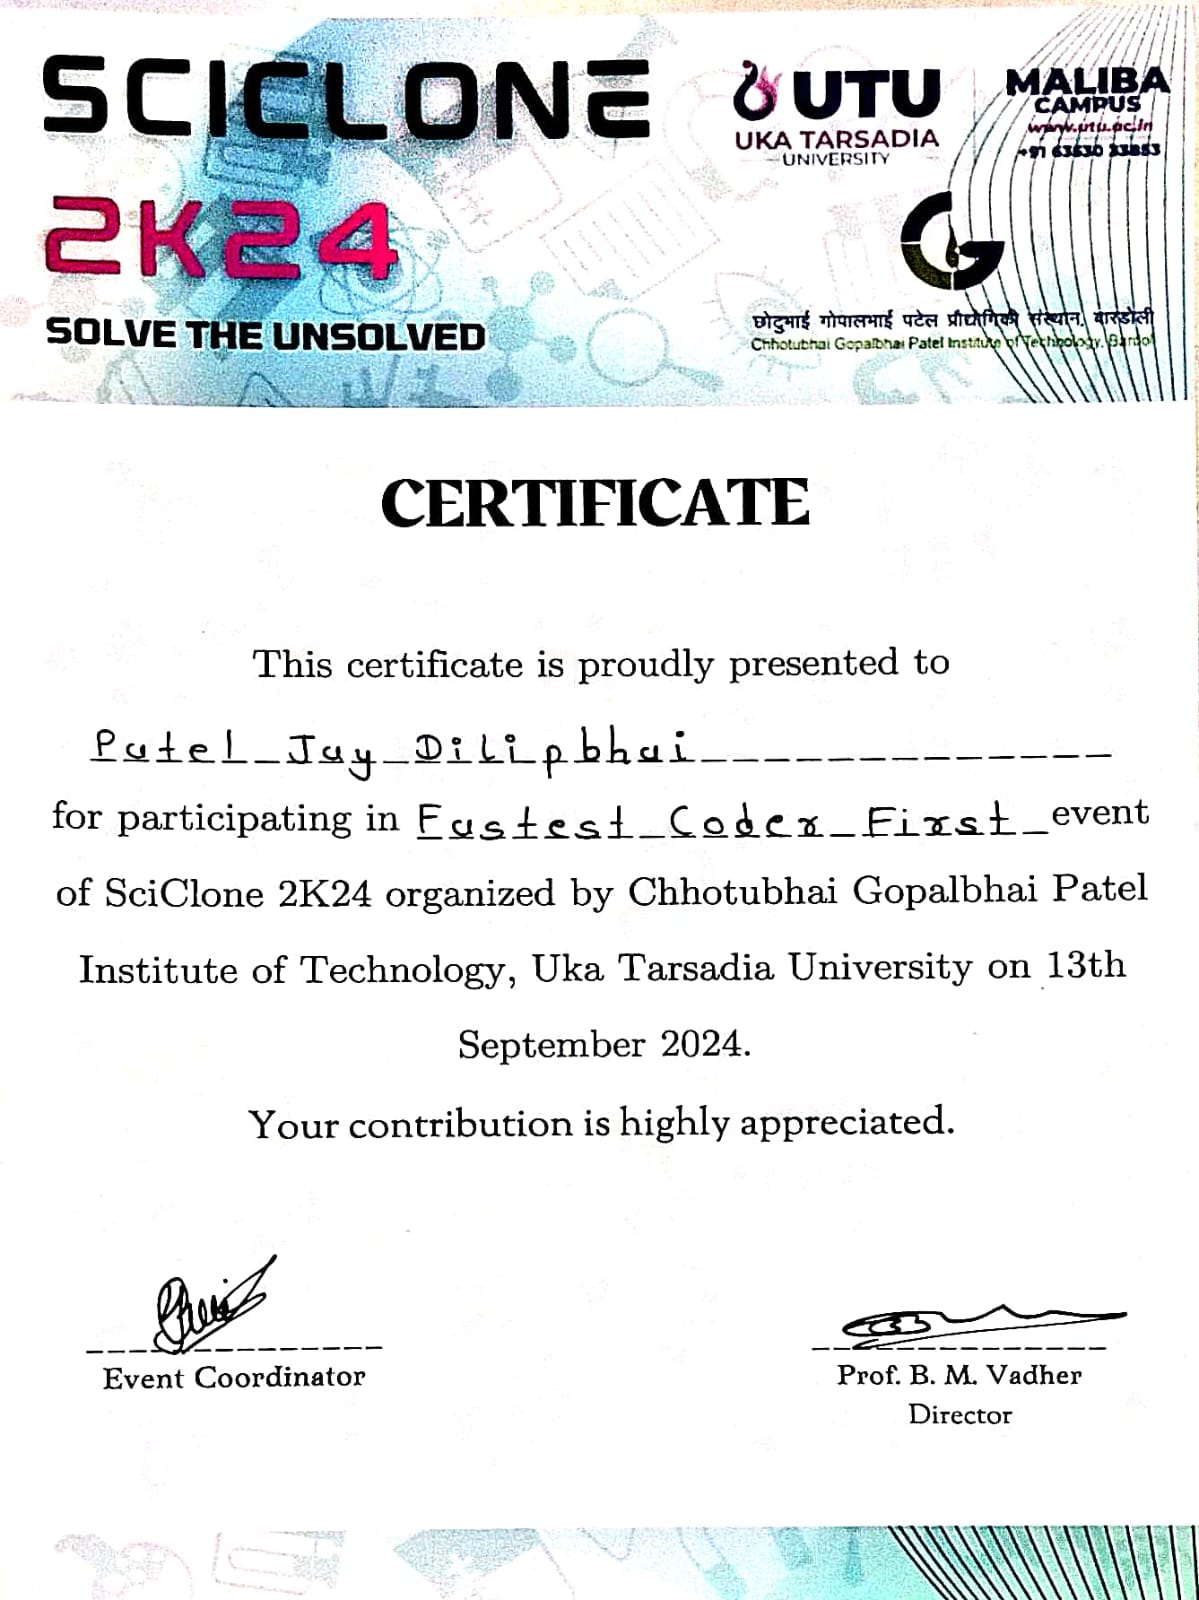 SCICLONE
2K24
SOLVE THE UNSOLVED
UTU
UKA TARSADIA
UNIVERSITY
MALIBA
CAMPUS
www.utu.ac.in
छोटुभाई गोपालभाई पटेल प्रौद्योगिकी संस्थान, बारडोली
Chhotubhai Gopalbhai Patel Institute of Technology, Bardoli
CERTIFICATE
This certificate is proudly presented to
Patel Jay Dilipbhai
for participating in Fastest Coder First event
of SciClone 2K24 organized by Chhotubhai Gopalbhai Patel
Institute of Technology, Uka Tarsadia University on 13th
September 2024.
Your contribution is highly appreciated.
Event Coordinator
Prof. B. M. Vadher
Director